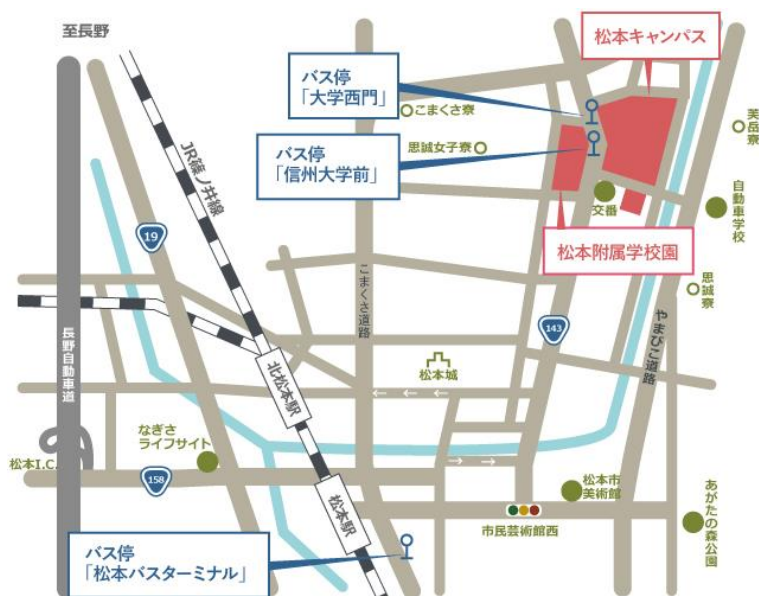 至長野
松本キャンパス
バス停
「大学西門」
こまくさ寮
バス停
「信州大学前」
思誠女子寮
芙岳寮
JR篠ノ井線
交番
自動車学校
松本附属学校園
19
思誠寮
こまくさ道路
143
やまびこ道路
長野自動車道
北松本駅
松本城
← ← ←
なぎさ
ライフサイト
松本I.C.
158
→ →
松本駅
松本市
美術館
市民芸術館西
あがたの森公園
バス停
「松本バスターミナル」